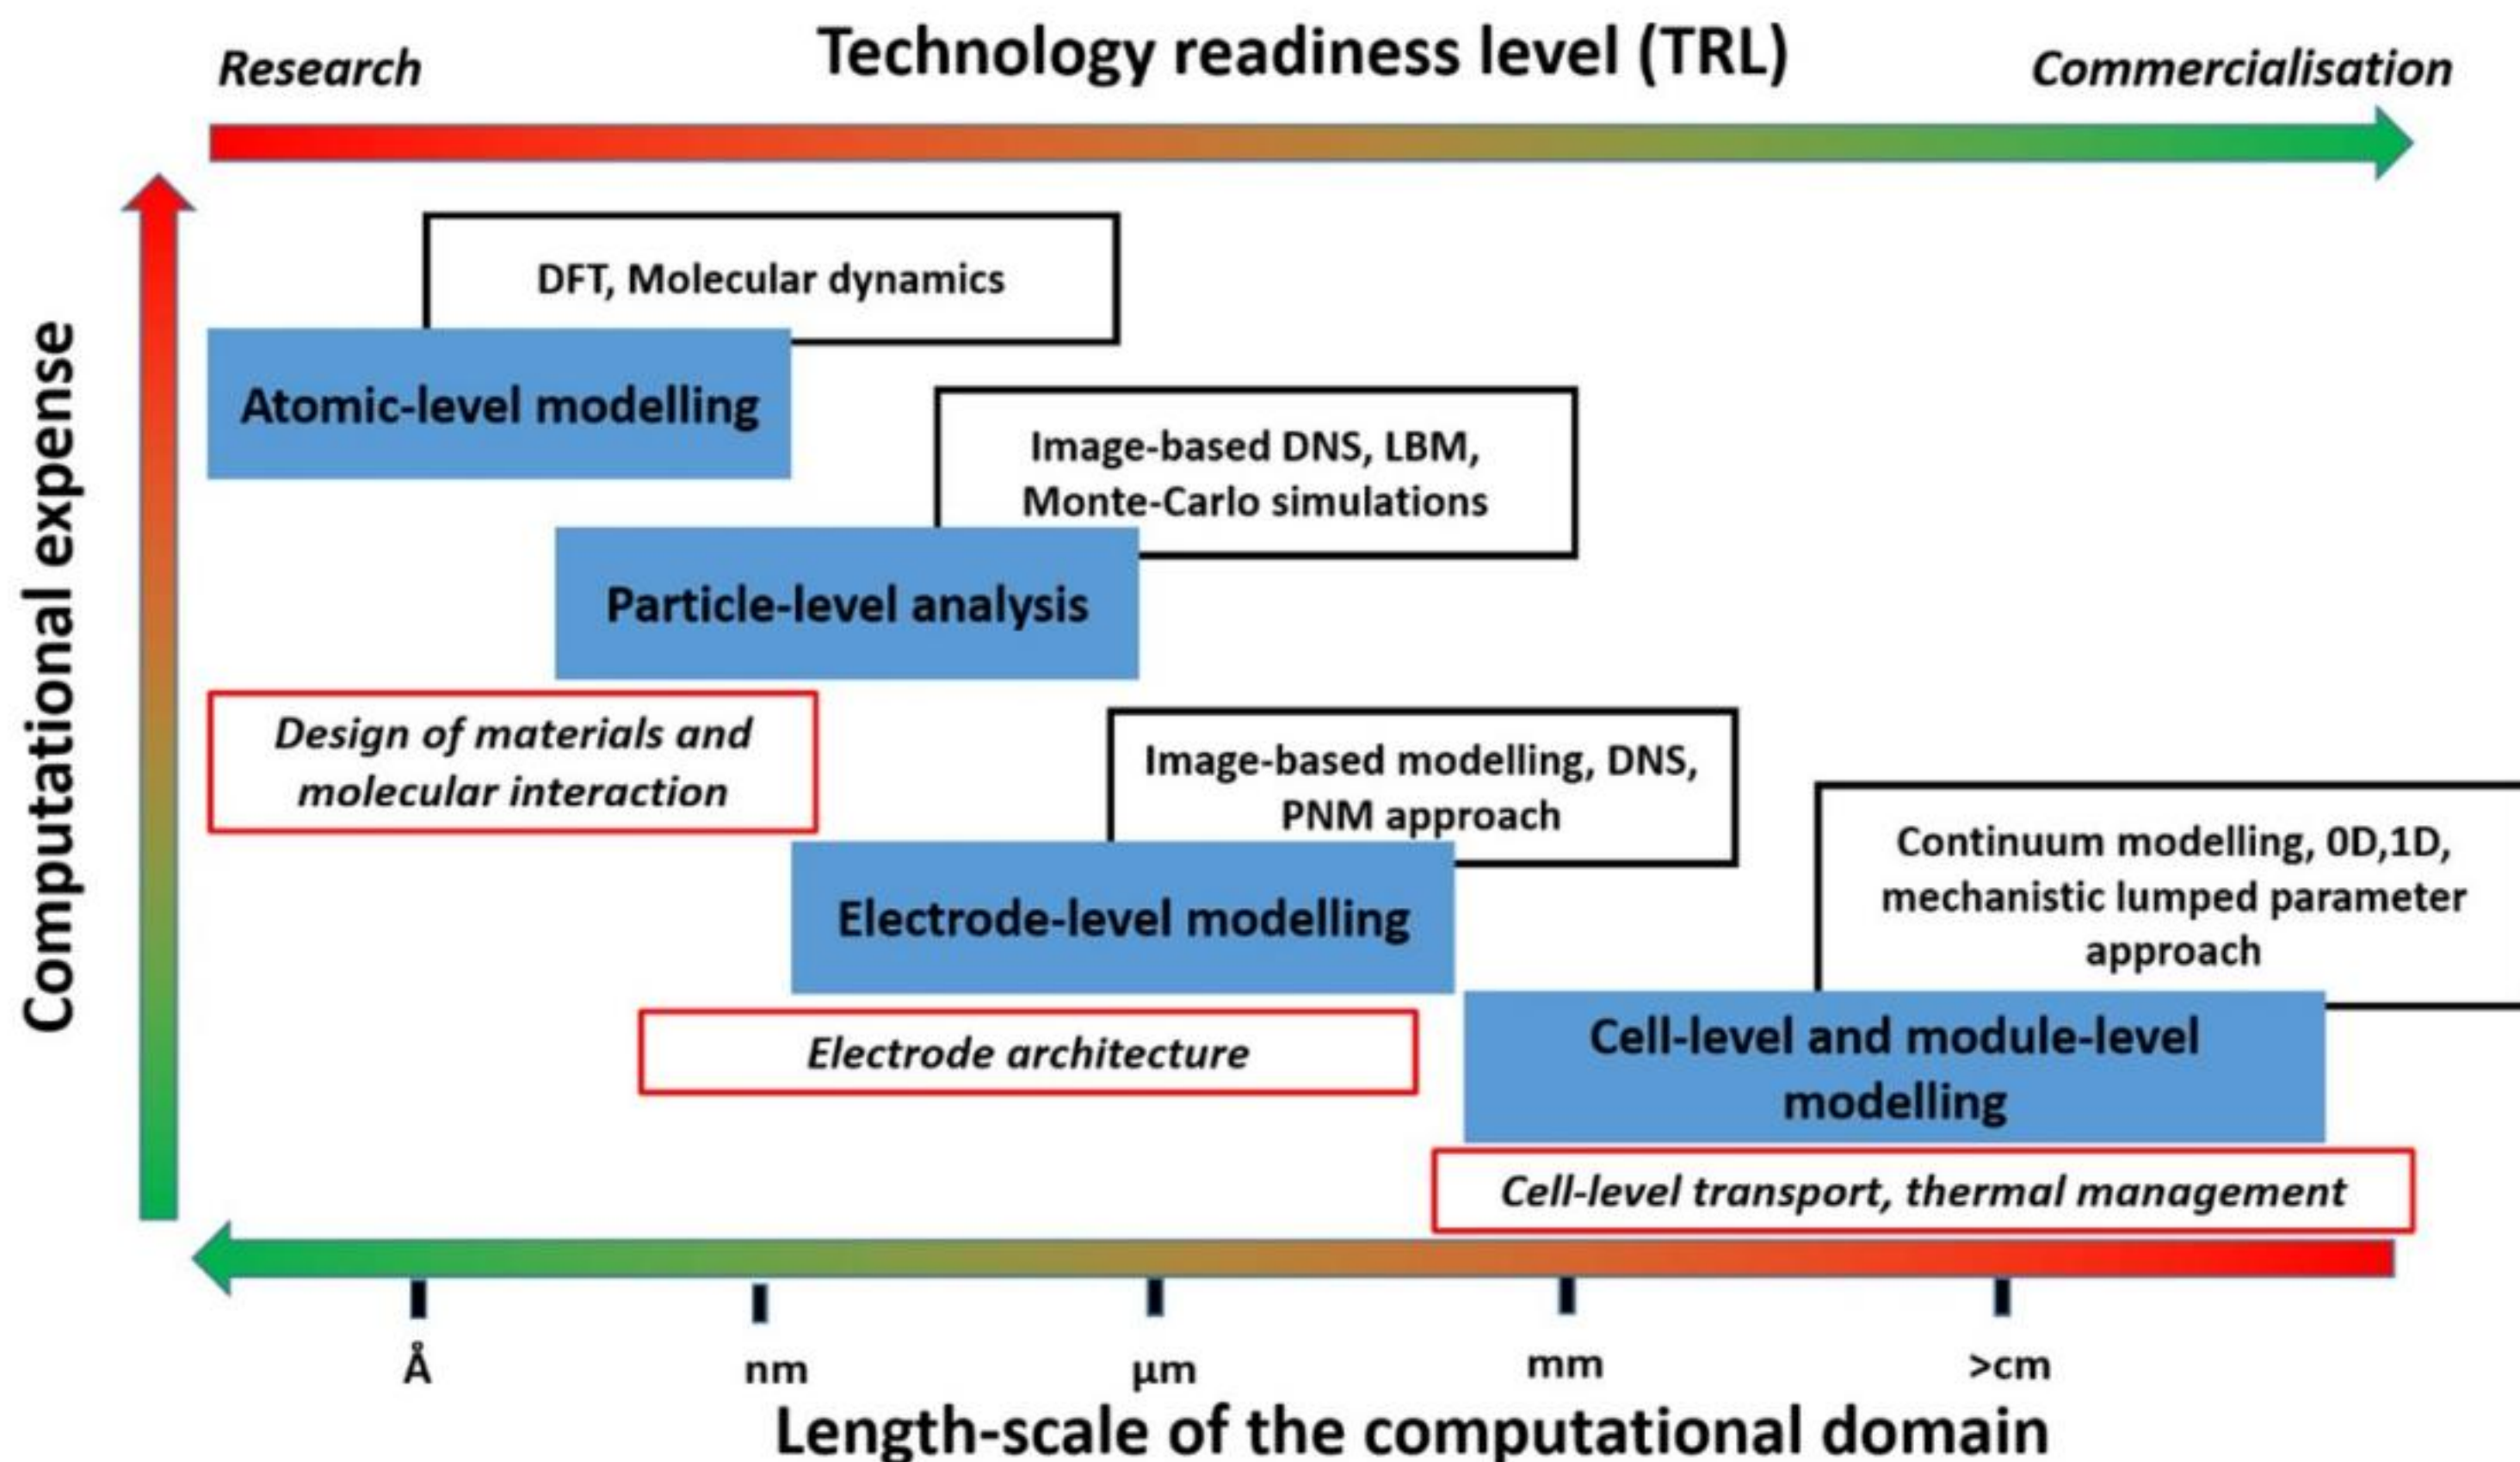 Technology readiness level (TRL)
Research
Commercialisation
Computational expense
DFT, Molecular dynamics
Atomic-level modelling
Image-based DNS, LBM,
Monte-Carlo simulations
Particle-level analysis
Design of materials and
molecular interaction
Image-based modelling, DNS,
PNM approach
Electrode-level modelling
Continuum modelling, 0D,1D,
mechanistic lumped parameter
approach
Electrode architecture
Cell-level and module-level
modelling
Cell-level transport, thermal management
Å
nm
μm
mm
>cm
Length-scale of the computational domain